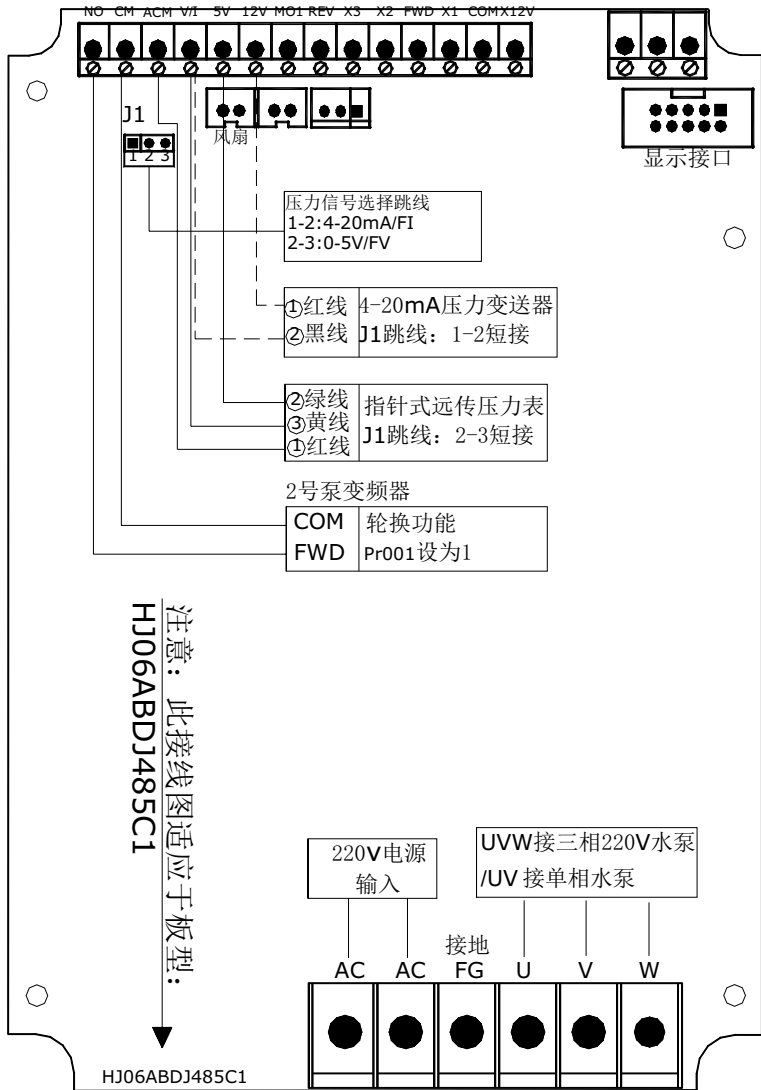 NO CM ACM V/I 5V 12V MO1 REV X3 X2 FWD X1 COM X12V
J1
1 2 3
风扇
显示接口
压力信号选择跳线
1-2:4-20mA/FI
2-3:0-5V/FV
①红线 4-20mA压力变送器
②黑线 J1跳线：1-2短接
②绿线 指针式远传压力表
③黄线 J1跳线：2-3短接
①红线
2号泵变频器
COM 轮换功能
FWD Pr001设为1
注意：此接线图适应于板型：
HJ06ABDJ485C1
220V电源
输入
UVW接三相220V水泵
/UV 接单相水泵
接地
AC AC FG U V W
HJ06ABDJ485C1